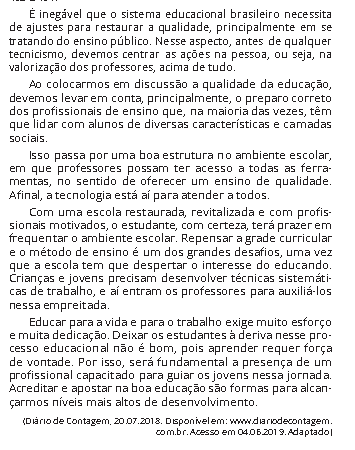 É inegável que o sistema educacional brasileiro necessita
de ajustes para restaurar a qualidade, principalmente em se
tratando do ensino público. Nesse aspecto, antes de qualquer
tecnicismo, devemos centrar as ações na pessoa, ou seja, na
valorização dos professores, acima de tudo.
Ao colocarmos em discussão a qualidade da educação,
devemos levar em conta, principalmente, o preparo correto
dos profissionais de ensino que, na maioria das vezes, têm
que lidar com alunos de diversas características e camadas
sociais.
Isso passa por uma boa estrutura no ambiente escolar,
em que professores possam ter acesso a todas as ferra-
mentas, no sentido de oferecer um ensino de qualidade.
Afinal, a tecnologia está aí para atender a todos.
Com uma escola restaurada, revitalizada e com profis-
sionais motivados, o estudante, com certeza, terá prazer em
frequentar o ambiente escolar. Repensar a grade curricular
e o método de ensino é um dos grandes desafios, uma vez
que a escola tem que despertar o interesse do educando.
Crianças e jovens precisam desenvolver técnicas sistemáti-
cas de trabalho, e aí entram os professores para auxiliá-los
nessa empreitada.
Educar para a vida e para o trabalho exige muito esforço
e muita dedicação. Deixar os estudantes à deriva nesse pro-
cesso educacional não é bom, pois aprender requer força
de vontade. Por isso, será fundamental a presença de um
profissional capacitado para guiar os jovens nessa jornada.
Acreditar e apostar na boa educação são formas para alcan-
çarmos níveis mais altos de desenvolvimento.
(Diário de Contagem, 20.07.2018. Disponível em: www.diariodecontagem.
com.br. Acesso em 04.06.2019. Adaptado)